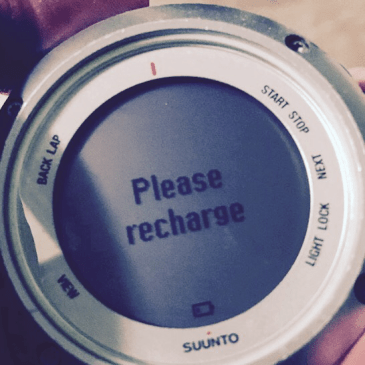 START STOP
BACK LAP
NEXT
Please
recharge
LIGHT LOCK
VIEW
SUUNTO